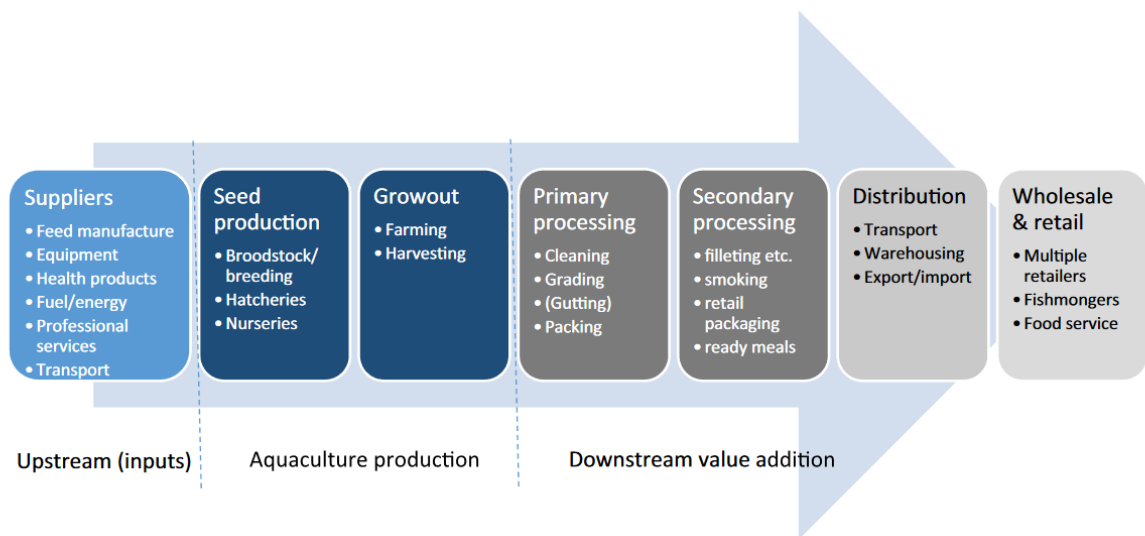 Suppliers
• Feed manufacture
• Equipment
• Health products
• Fuel/energy
• Professional
services
• Transport
Seed
production
• Broodstock/
breeding
• Hatcheries
• Nurseries
Growout
• Farming
• Harvesting
Primary
processing
• Cleaning
• Grading
• (Gutting)
• Packing
Secondary
processing
• filleting etc.
• smoking
• retail
packaging
• ready meals
Distribution
• Transport
• Warehousing
• Export/import
Wholesale
& retail
• Multiple
retailers
• Fishmongers
• Food service
Upstream (inputs)
Aquaculture production
Downstream value addition